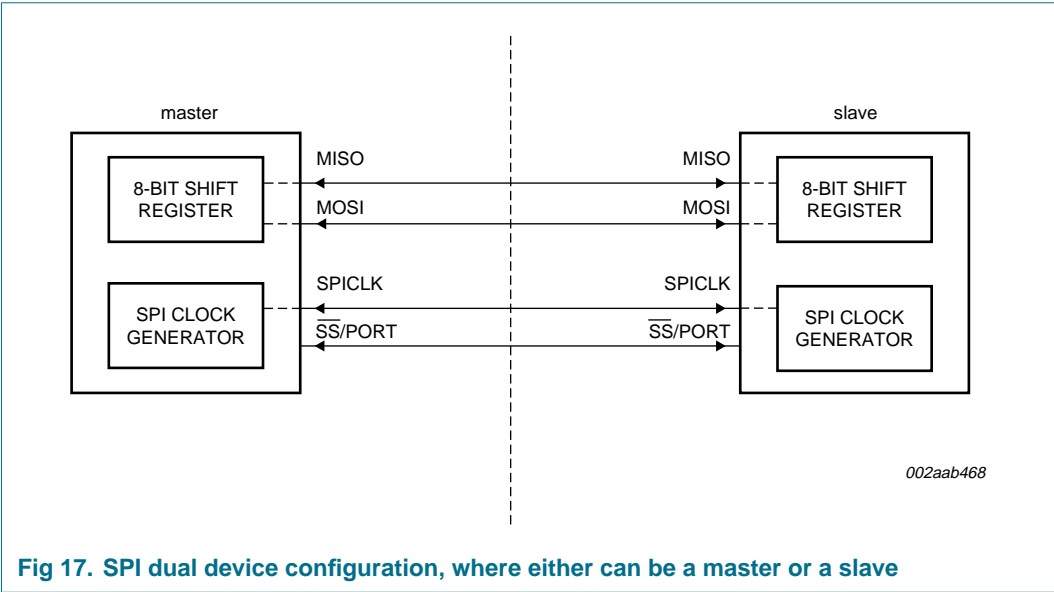 master
slave
MISO
MISO
8-BIT SHIFT
REGISTER
8-BIT SHIFT
REGISTER
MOSI
MOSI
SPICLK
SPICLK
SPI CLOCK
GENERATOR
SPI CLOCK
GENERATOR
S̅S̅/PORT
S̅S̅/PORT
002aab468
Fig 17. SPI dual device configuration, where either can be a master or a slave